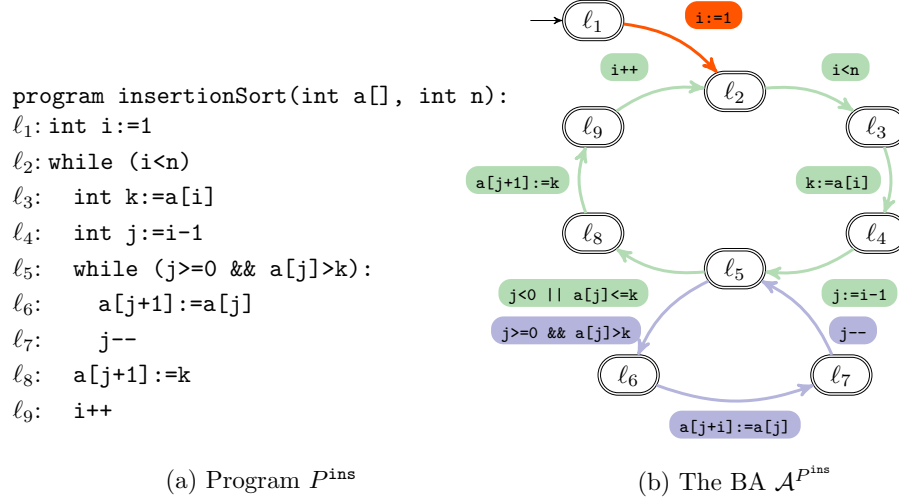 program insertionSort(int a[], int n):
ℓ1: int i:=1
ℓ2: while (i<n)
ℓ3: int k:=a[i]
ℓ4: int j:=i-1
ℓ5: while (j>=0 && a[j]>k):
ℓ6: a[j+1]:=a[j]
ℓ7: j--
ℓ8: a[j+1]:=k
ℓ9: i++
(a) Program P^ins
ℓ1
i:=1
i++
ℓ2
i<n
ℓ9
ℓ3
a[j+1]:=k
k:=a[i]
ℓ8
ℓ4
ℓ5
j<0 || a[j]<=k
j:=i-1
j>=0 && a[j]>k
j--
ℓ6
ℓ7
a[j+i]:=a[j]
(b) The BA 𝒜^P^ins